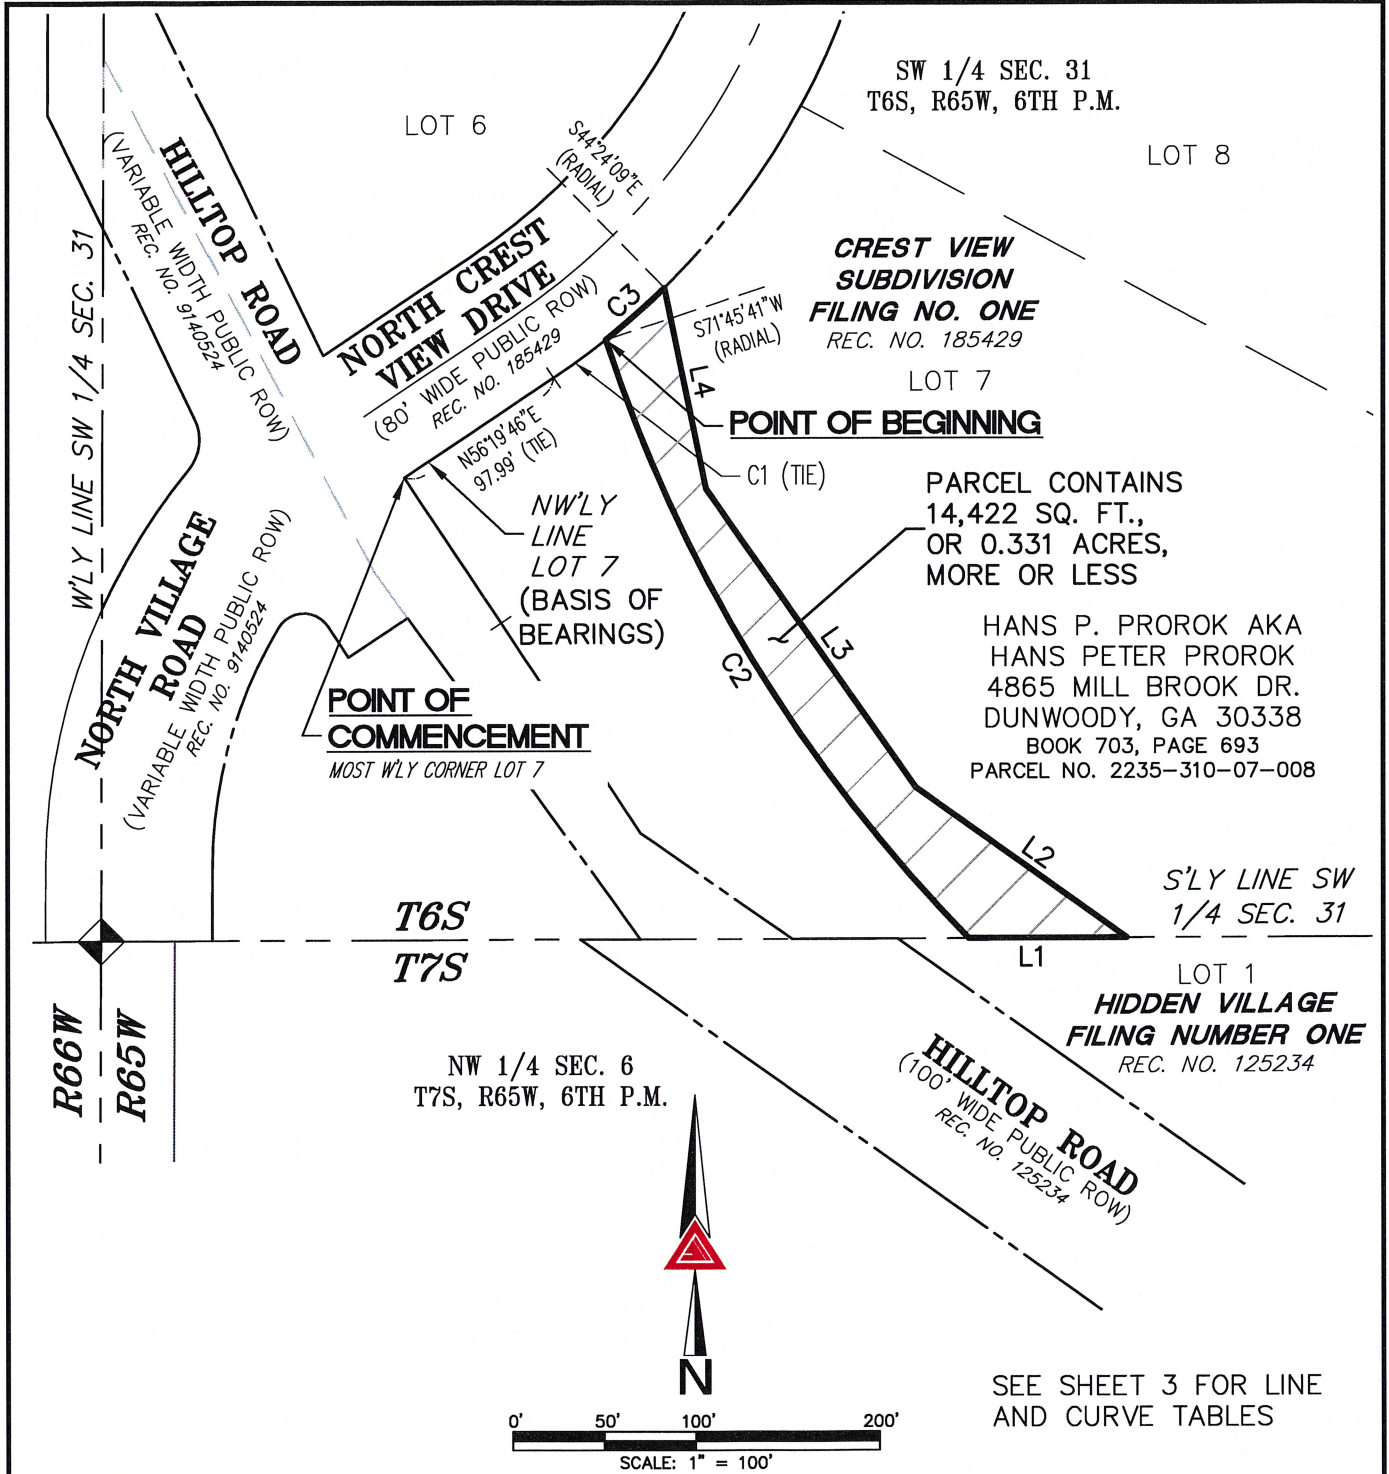 SW 1/4 SEC. 31
T6S, R65W, 6TH P.M.
LOT 6
LOT 8
S44°24'09"E
(RADIAL)
HILLTOP ROAD
(VARIABLE WIDTH PUBLIC ROW)
REC. NO. 9140524
W'LY LINE SW 1/4 SEC. 31
NORTH CREST
VIEW DRIVE
(80' WIDE PUBLIC ROW)
REC. NO. 185429
C3
S71°45'41"W
(RADIAL)
CREST VIEW
SUBDIVISION
FILING NO. ONE
REC. NO. 185429
LOT 7
L4
POINT OF BEGINNING
N56°19'46"E
97.99' (TIE)
C1 (TIE)
NW'LY
LINE
LOT 7
(BASIS OF
BEARINGS)
PARCEL CONTAINS
14,422 SQ. FT.,
OR 0.331 ACRES,
MORE OR LESS
NORTH VILLAGE
ROAD
(VARIABLE WIDTH PUBLIC ROW)
REC. NO. 9140524
L3
C2
HANS P. PROROK AKA
HANS PETER PROROK
4865 MILL BROOK DR.
DUNWOODY, GA 30338
BOOK 703, PAGE 693
PARCEL NO. 2235-310-07-008
POINT OF
COMMENCEMENT
MOST W'LY CORNER LOT 7
L2
S'LY LINE SW
1/4 SEC. 31
T6S
T7S
L1
LOT 1
HIDDEN VILLAGE
FILING NUMBER ONE
REC. NO. 125234
R66W
R65W
NW 1/4 SEC. 6
T7S, R65W, 6TH P.M.
HILLTOP ROAD
(100' WIDE PUBLIC ROW)
REC. NO. 125234
N
SEE SHEET 3 FOR LINE
AND CURVE TABLES
0' 50' 100' 200'
SCALE: 1" = 100'